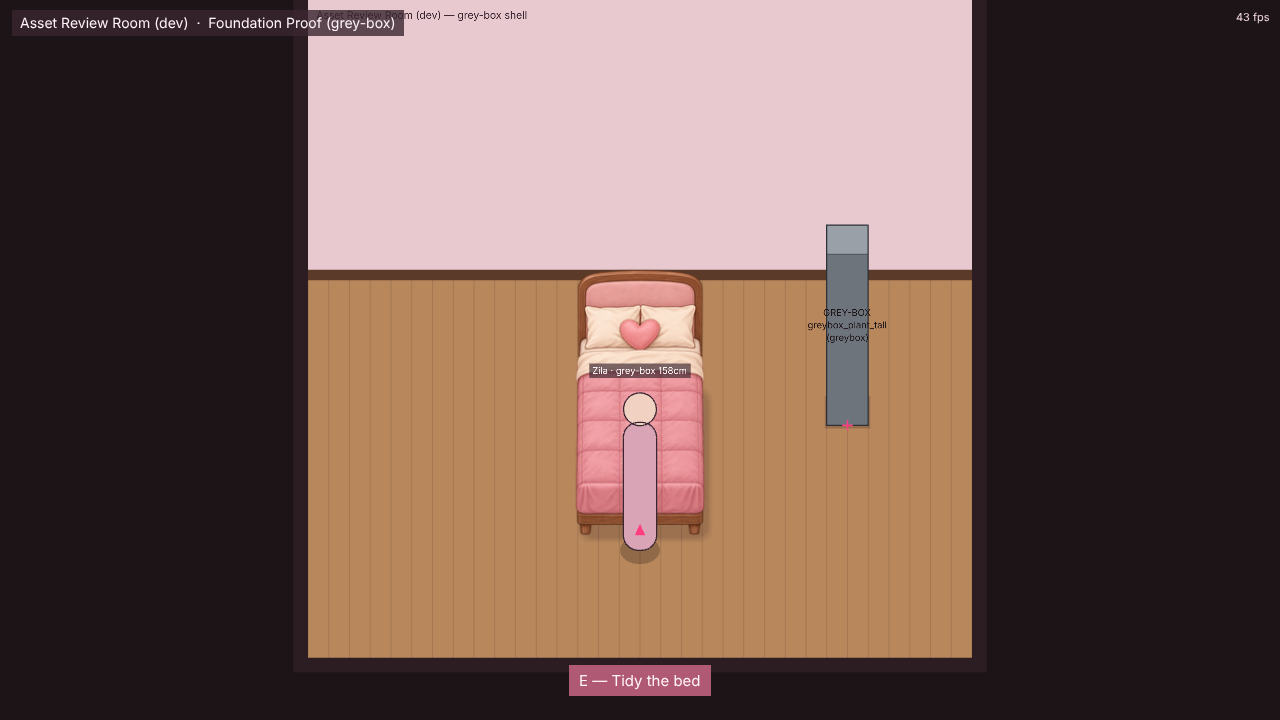 Asset Review Room (dev) · Foundation Proof (grey-box)
Asset Review Room (dev) — grey-box shell
43 fps
GREY-BOX
greybox_plant_tall
(greybox)
Zila · grey-box 158cm
E — Tidy the bed